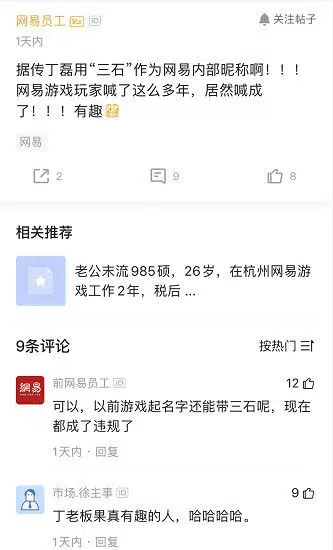 网易员工 V2 ID
关注帖子
1天内
据传丁磊用“三石”作为网易内部昵称啊！！！
网易游戏玩家喊了这么多年，居然喊成
了！！！有趣
网易
2
9
8
相关推荐
老公末流985硕，26岁，在杭州网易游
戏工作2年，税后 ...
9条评论
按热门
網易
前网易员工 ID
12
可以，以前游戏起名字还能带三石呢，现在
都成了违规了
1天内 · 回复
市场.徐主事 ID
9
丁老板果真有趣的人，哈哈哈哈。
1天内 · 回复